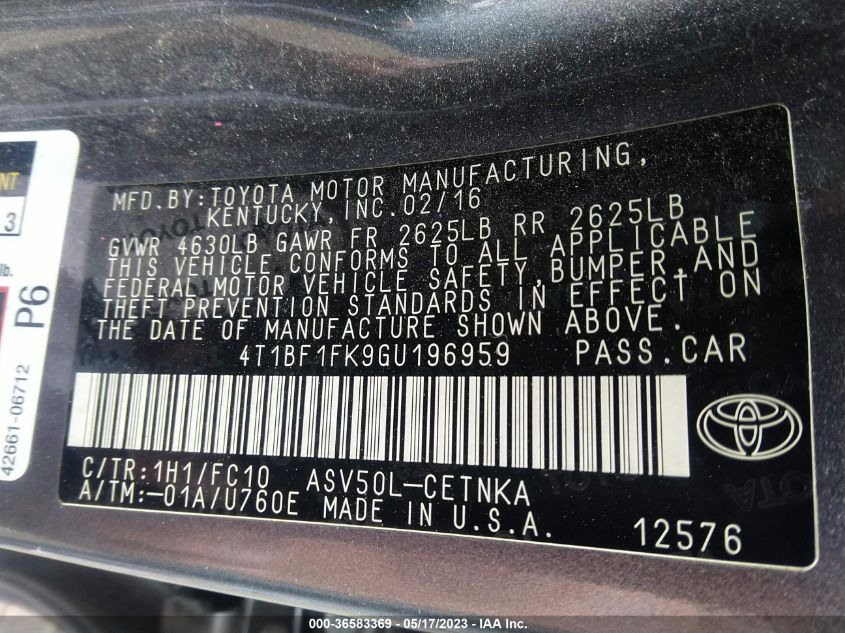 NT
3
lb.
P6
42661-06712
MFD.BY:TOYOTA MOTOR MANUFACTURING,
KENTUCKY,INC.02/16
GVWR 4630LB GAWR FR 2625LB RR 2625LB
THIS VEHICLE CONFORMS TO ALL APPLICABLE
FEDERAL MOTOR VEHICLE SAFETY,BUMPER,AND
THEFT PREVENTION STANDARDS IN EFFECT ON
THE DATE OF MANUFACTURE SHOWN ABOVE.
4T1BF1FK9GU196959 PASS.CAR
C/TR:1H1/FC10 ASV50L-CETNKA
A/TM:-01A/U760E MADE IN U.S.A.
12576
000-36583369 - 05/17/2023 - IAA Inc.